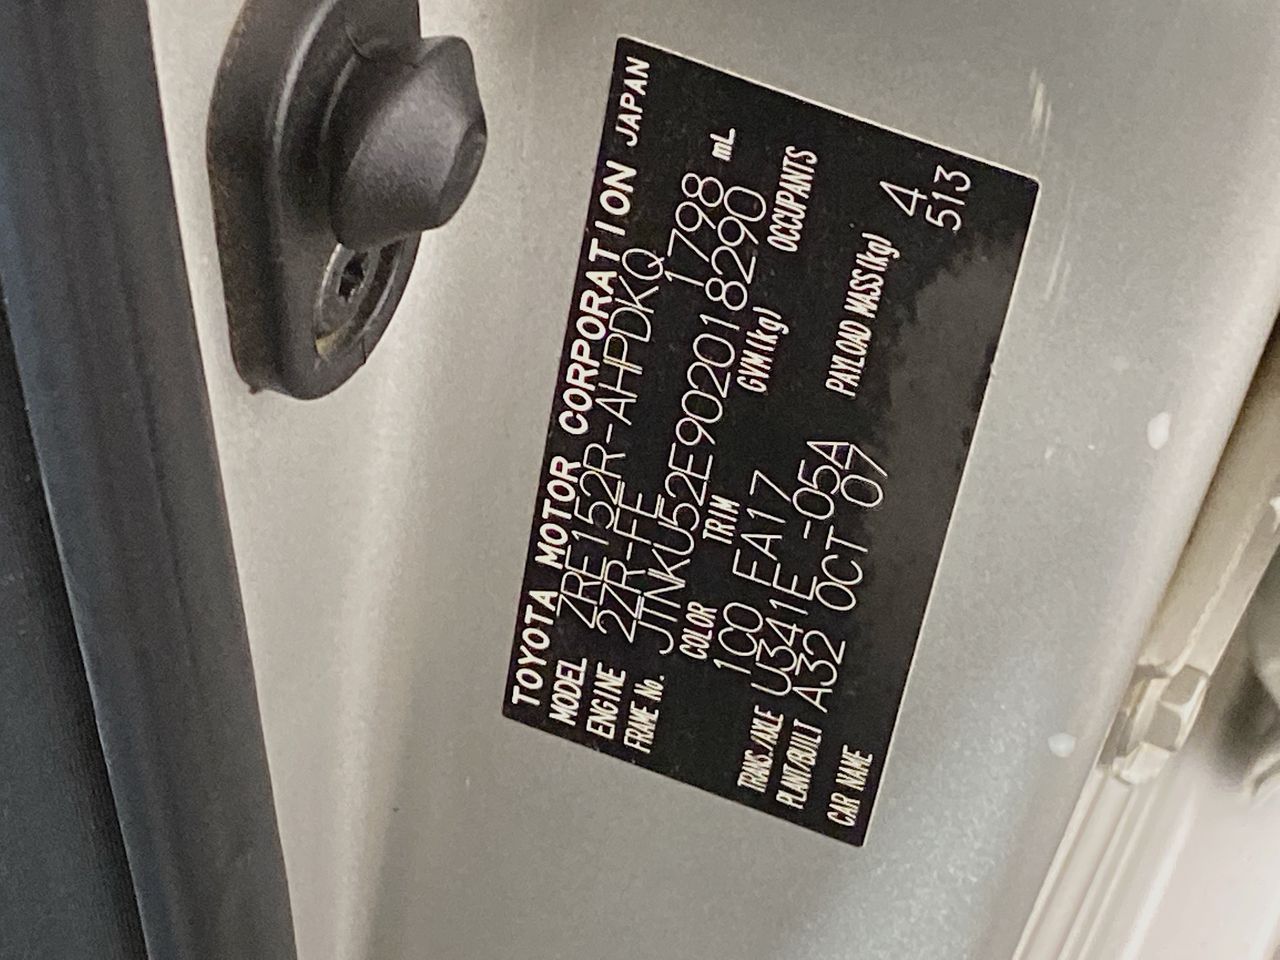 TOYOTA MOTOR CORPORATION JAPAN
MODEL ZRE152R-AHPDKQ
ENGINE 2ZR-FE 1798 mL
FRAME No. JTNKU52E902018290
COLOR TRIM GVM(kg) OCCUPANTS
1C0 FA17 4
TRANS./AXLE U341E -05A PAYLOAD MASS(kg) 513
PLANT/BUILT A32 OCT 07
CAR NAME